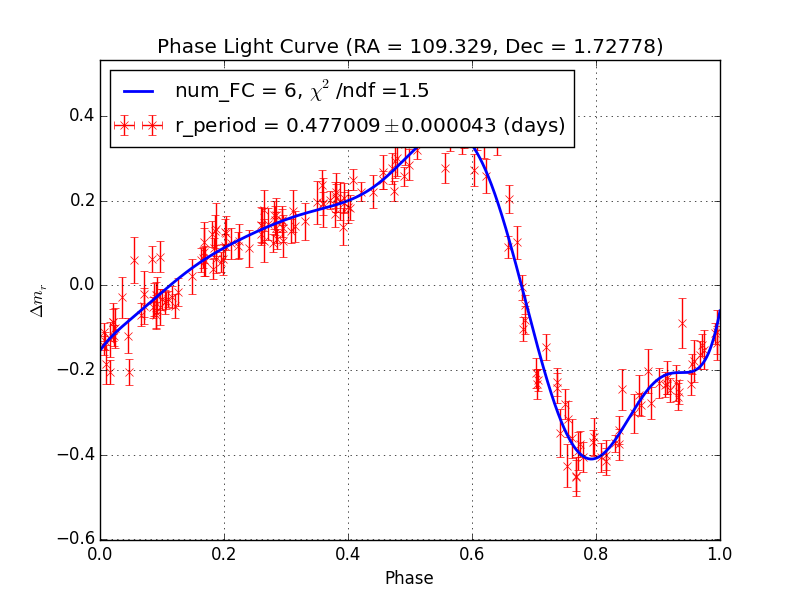 Phase Light Curve (RA = 109.329, Dec = 1.72778)
num_FC = 6, χ² /ndf =1.5
r_period = 0.477009±0.000043 (days)
0.4
0.2
0.0
−0.2
−0.4
−0.6
Δm_r
0.0 0.2 0.4 0.6 0.8 1.0
Phase